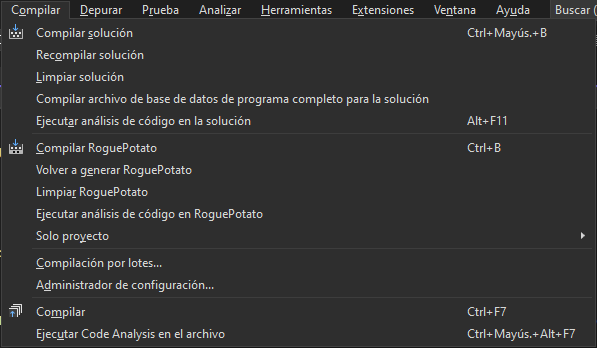 Compilar Depurar Prueba Analizar Herramientas Extensiones Ventana Ayuda Buscar (
Compilar solución Ctrl+Mayús.+B
Recompilar solución
Limpiar solución
Compilar archivo de base de datos de programa completo para la solución
Ejecutar análisis de código en la solución Alt+F11
Compilar RoguePotato Ctrl+B
Volver a generar RoguePotato
Limpiar RoguePotato
Ejecutar análisis de código en RoguePotato
Solo proyecto
Compilación por lotes...
Administrador de configuración...
Compilar Ctrl+F7
Ejecutar Code Analysis en el archivo Ctrl+Mayús.+Alt+F7